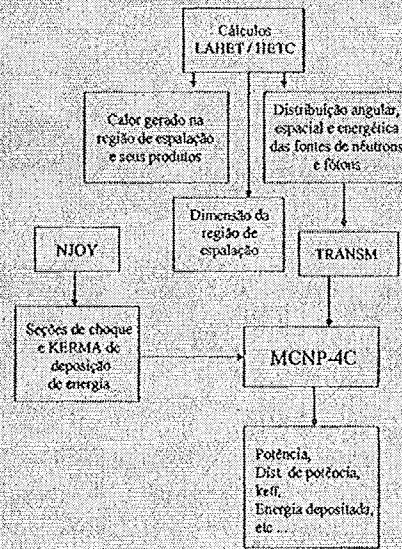 Cálculos
LAHET / HETC
Calor gerado na
região de espalação
e seus produtos
Distribuição angular,
espacial e energética
das fontes de nêutrons
e fótons
Dimensão da
região de
espalação
NJOY
TRANSM
Seções de choque
e KERMA de
deposição
de energia
MCNP-4C
Potência,
Dist. de potência,
keff,
Energia depositada,
etc ...